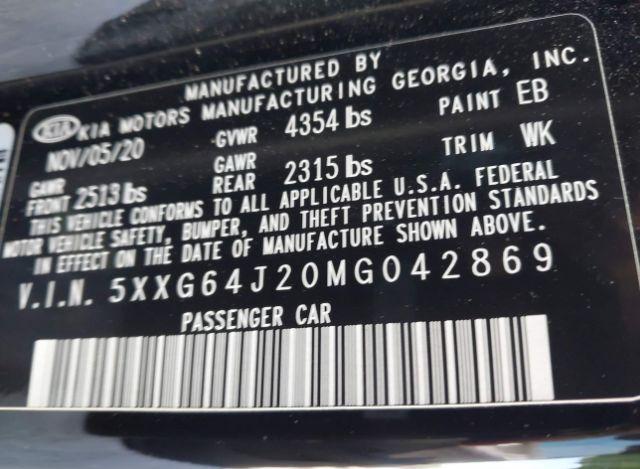 MANUFACTURED BY
KIA KIA MOTORS MANUFACTURING GEORGIA, INC.
NOV/05/20 GVWR 4354 lbs PAINT EB
GAWR FRONT 2513 lbs GAWR REAR 2315 lbs TRIM WK
THIS VEHICLE CONFORMS TO ALL APPLICABLE U.S.A. FEDERAL
MOTOR VEHICLE SAFETY, BUMPER, AND THEFT PREVENTION STANDARDS
IN EFFECT ON THE DATE OF MANUFACTURE SHOWN ABOVE.
V.I.N. 5XXG64J20MG042869
PASSENGER CAR